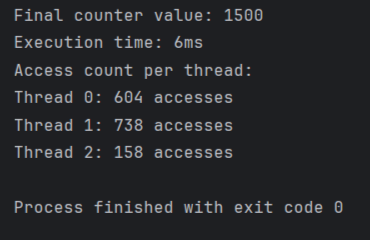 Final counter value: 1500
Execution time: 6ms
Access count per thread:
Thread 0: 604 accesses
Thread 1: 738 accesses
Thread 2: 158 accesses
Process finished with exit code 0